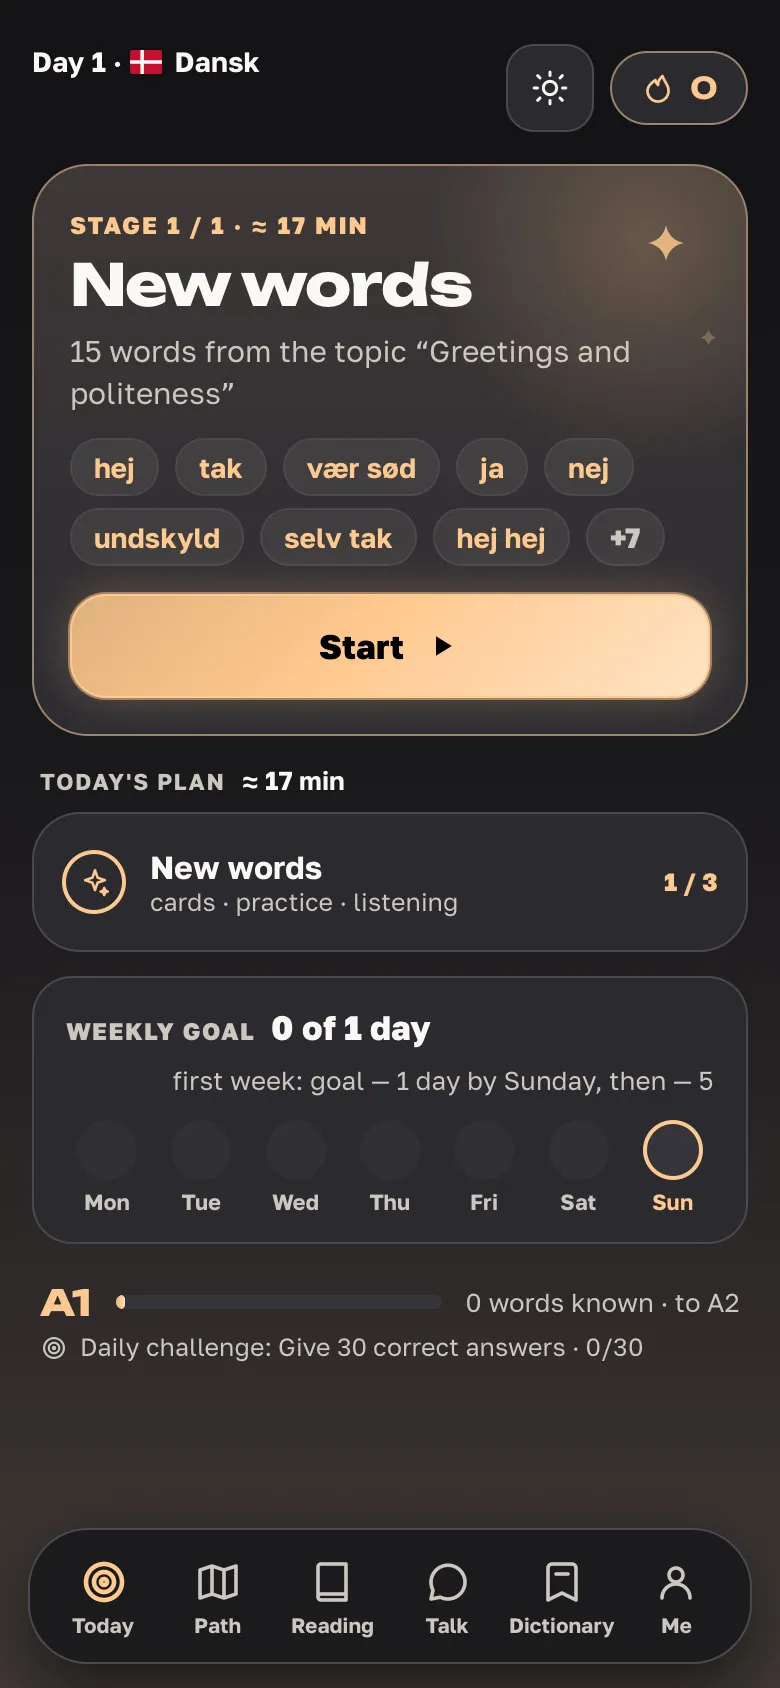 Day 1 · Dansk
0
STAGE 1 / 1 · ≈ 17 MIN
New words
15 words from the topic “Greetings and
politeness”
hej tak vær sød ja nej
undskyld selv tak hej hej +7
Start
TODAY'S PLAN ≈ 17 min
New words
cards · practice · listening
1 / 3
WEEKLY GOAL 0 of 1 day
first week: goal — 1 day by Sunday, then — 5
Mon Tue Wed Thu Fri Sat Sun
A1 0 words known · to A2
Daily challenge: Give 30 correct answers · 0/30
Today Path Reading Talk Dictionary Me